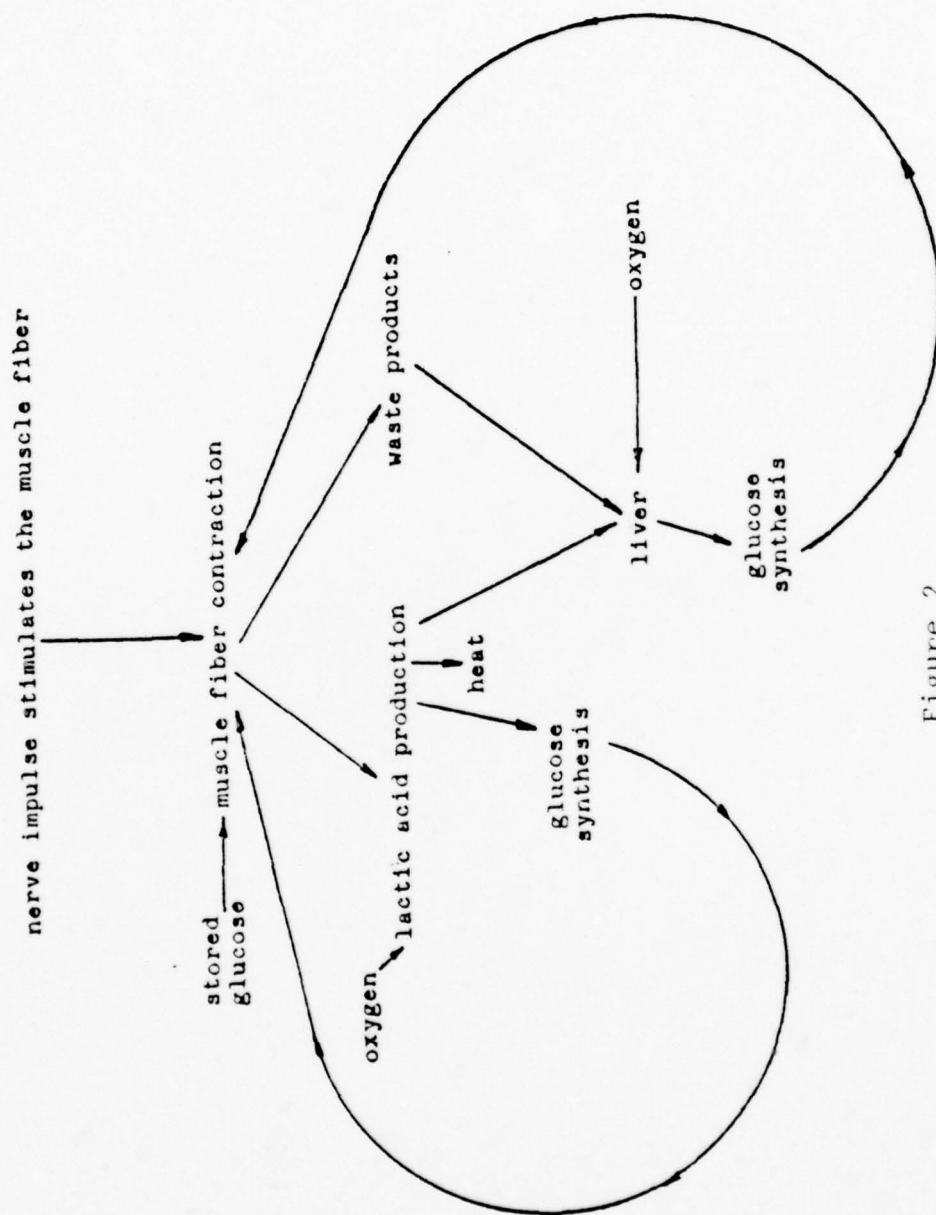 nerve impulse stimulates the muscle fiber
stored
glucose
muscle fiber contraction
oxygen
lactic acid production
waste products
heat
glucose
synthesis
liver
oxygen
glucose
synthesis
Figure 2